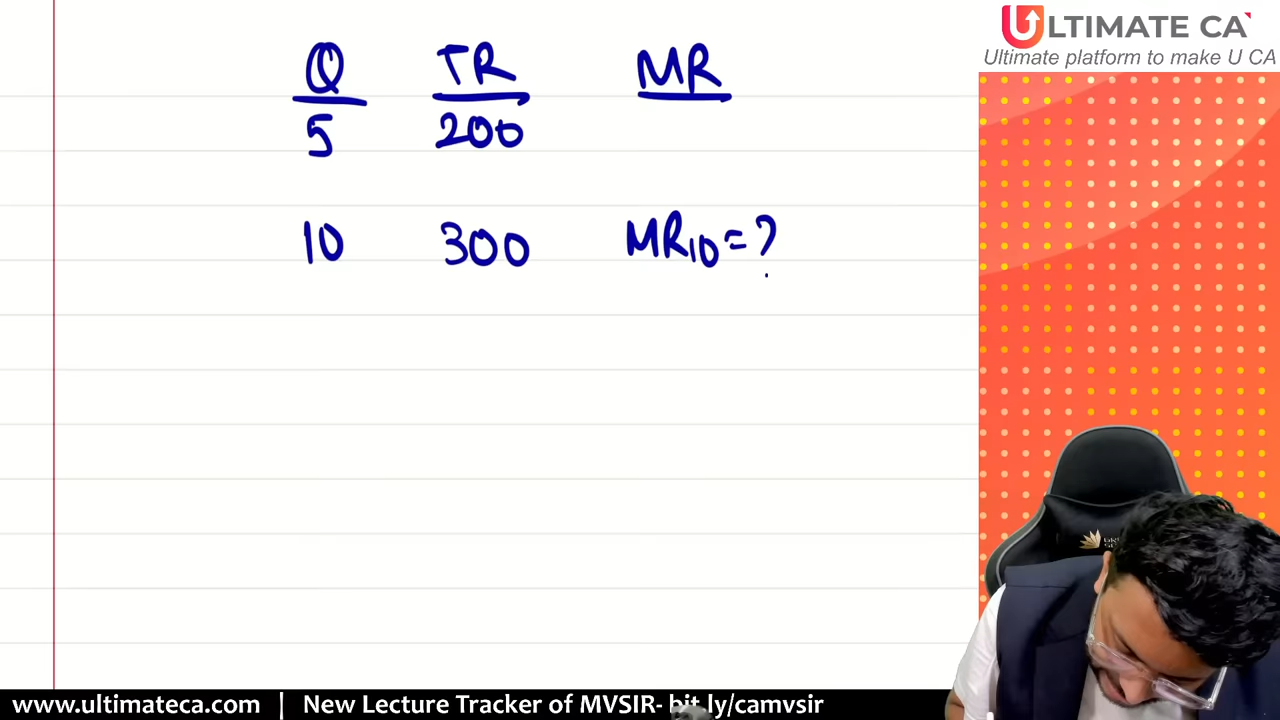 Q TR MR
5 200
10 300 MR10=?
ULTIMATE CA
Ultimate platform to make U CA
www.ultimateca.com | New Lecture Tracker of MVSIR- bit.ly/camvsir